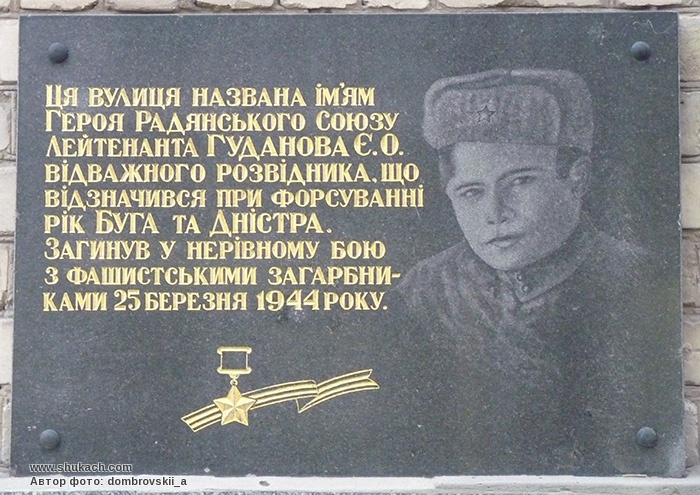 Ця вулиця названа ім'ям
Героя Радянського Союзу
лейтенанта Гуданова Є.О.
відважного розвідника, що
відзначився при форсуванні
рік Буга та Дністра.
Загинув у нерівному бою
з фашистськими загарбни-
ками 25 березня 1944 року.
www.shukach.com
Автор фото: dombrovskii_a